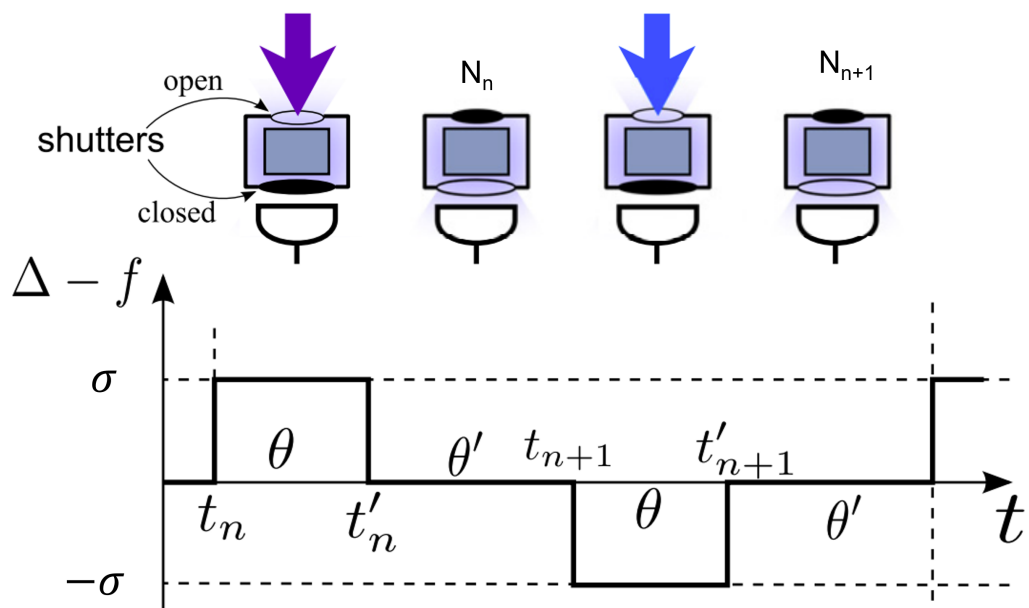 open
N_n
N_{n+1}
shutters
closed
Δ − f
σ
θ
θ′
t_{n+1}
t′_{n+1}
t_n
t′_n
θ
θ′
t
−σ